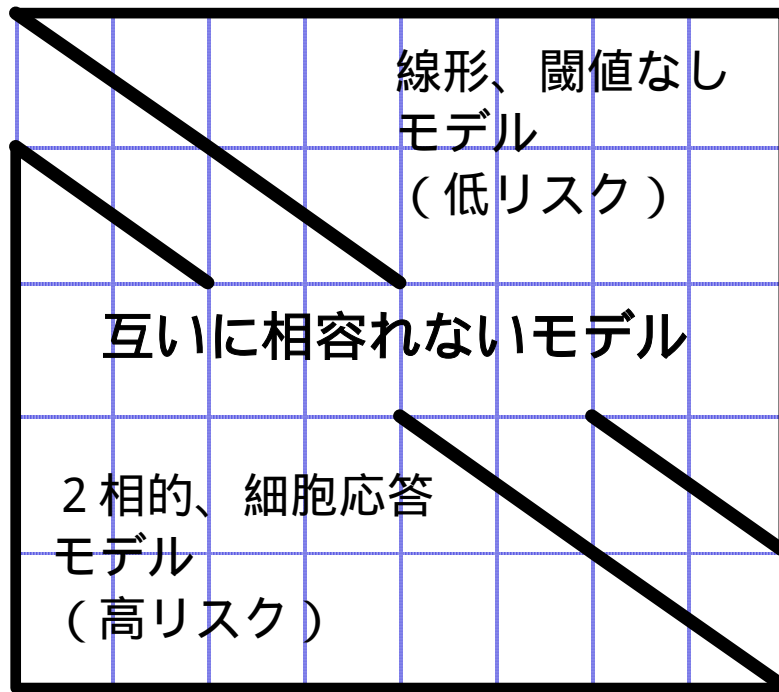 線形、閾値なし
モデル
（低リスク）
互いに相容れないモデル
２相的、細胞応答
モデル
（高リスク）